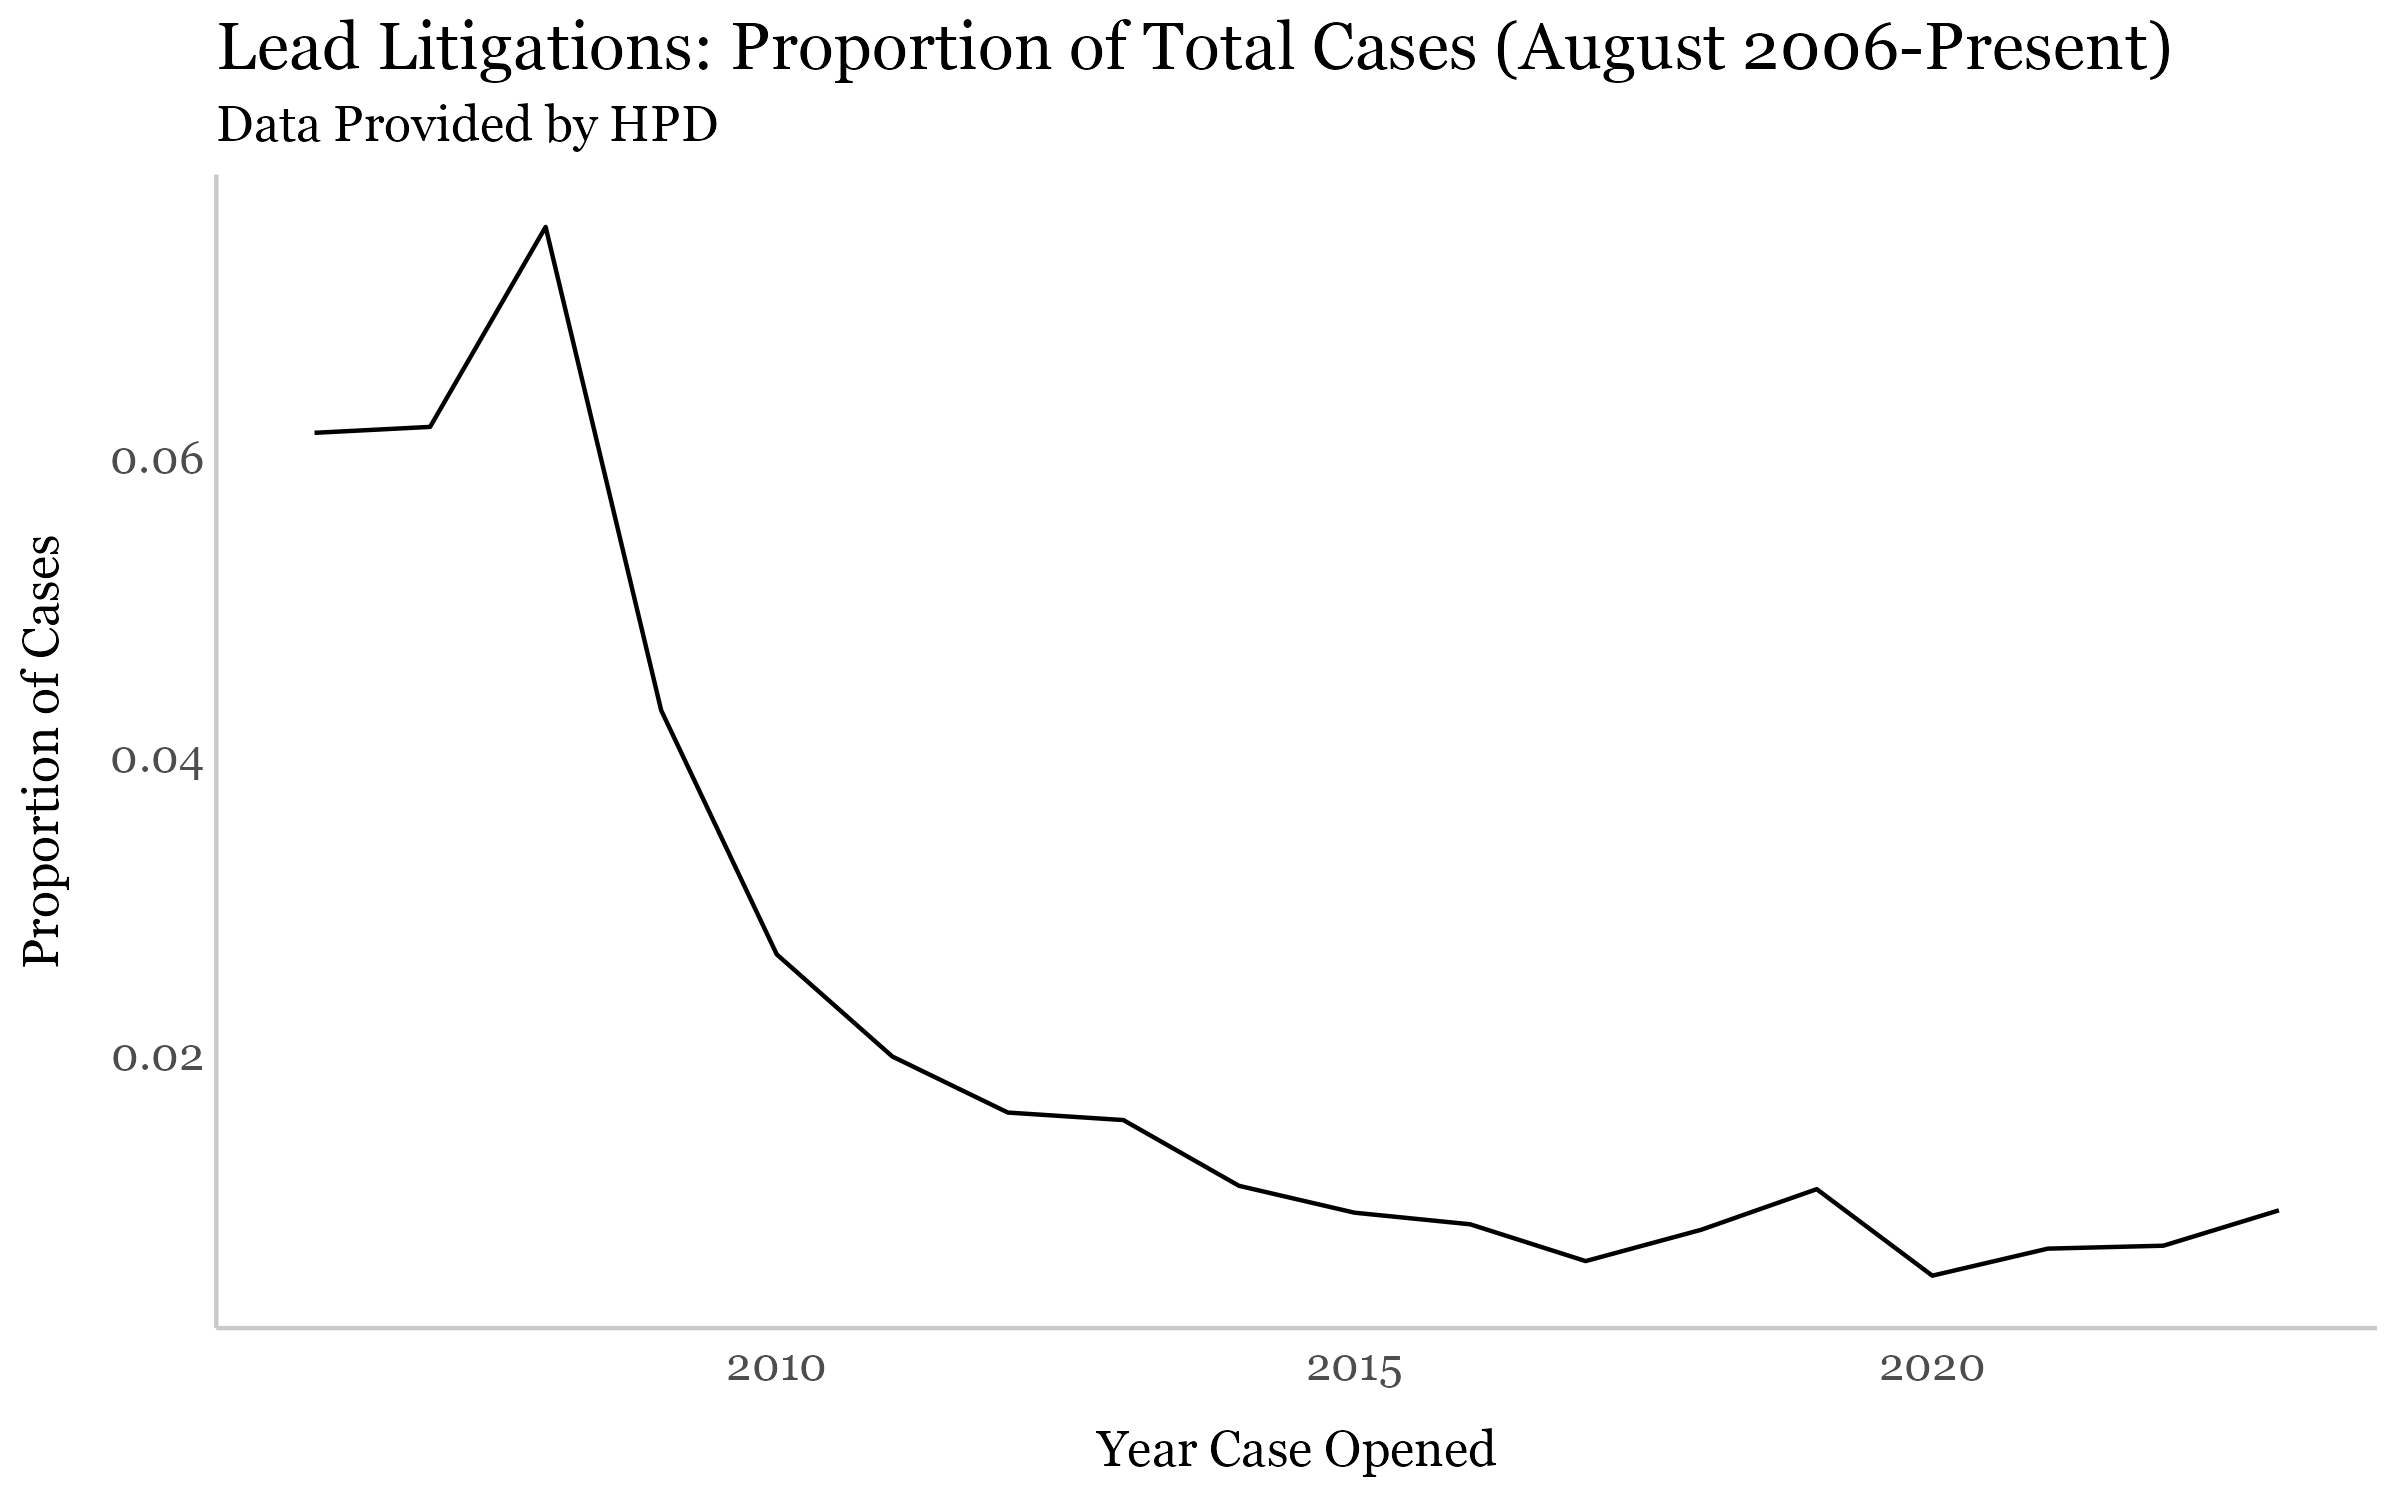 Lead Litigations: Proportion of Total Cases (August 2006-Present)
Data Provided by HPD
Proportion of Cases
0.06
0.04
0.02
2010 2015 2020
Year Case Opened